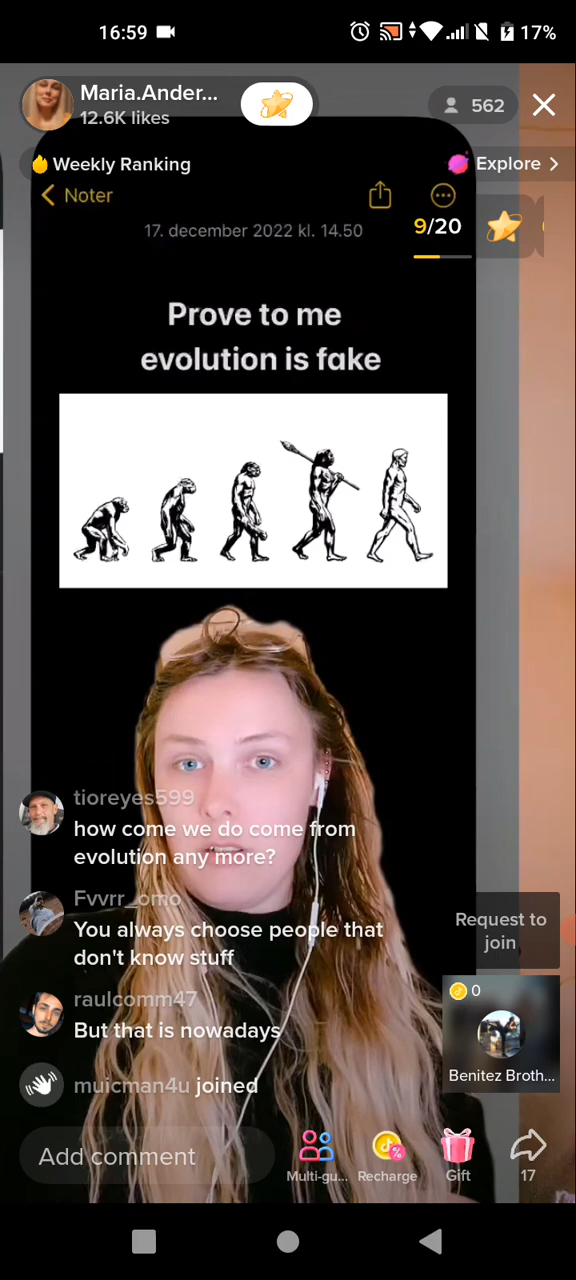 16:59
17%
Maria.Ander...
12.6K likes
562
Weekly Ranking
Explore
Noter
17. december 2022 kl. 14.50
9/20
Prove to me
evolution is fake
tioreyes599
how come we do come from
evolution any more?
Fvvrr_omo
You always choose people that
don't know stuff
raulcomm47
But that is nowadays
muicman4u joined
Request to
join
0
Benitez Broth...
Add comment
Multi-gu...
Recharge
Gift
17